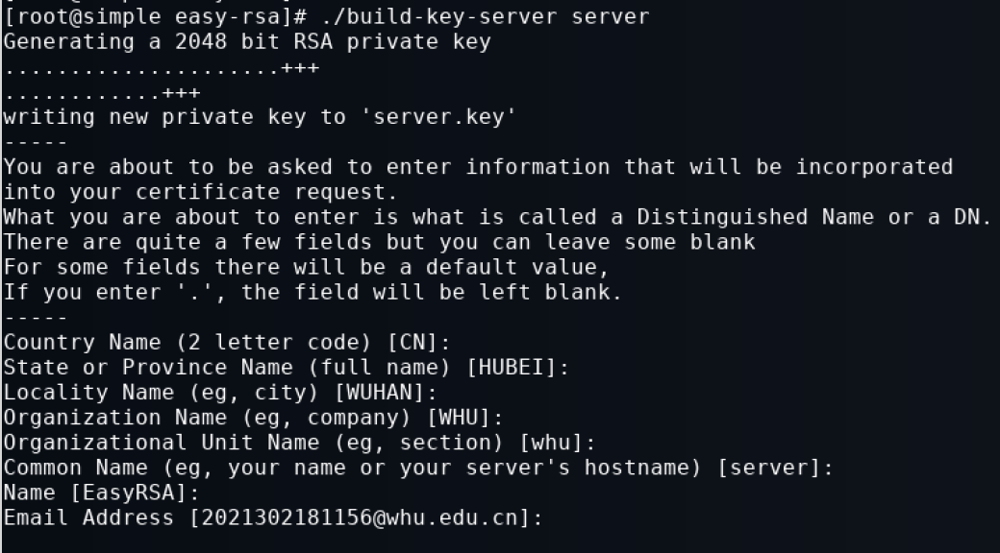 [root@simple easy-rsa]# ./build-key-server server
Generating a 2048 bit RSA private key
.....................+++
............+++
writing new private key to 'server.key'
-----
You are about to be asked to enter information that will be incorporated
into your certificate request.
What you are about to enter is what is called a Distinguished Name or a DN.
There are quite a few fields but you can leave some blank
For some fields there will be a default value,
If you enter '.', the field will be left blank.
-----
Country Name (2 letter code) [CN]:
State or Province Name (full name) [HUBEI]:
Locality Name (eg, city) [WUHAN]:
Organization Name (eg, company) [WHU]:
Organizational Unit Name (eg, section) [whu]:
Common Name (eg, your name or your server's hostname) [server]:
Name [EasyRSA]:
Email Address [2021302181156@whu.edu.cn]: